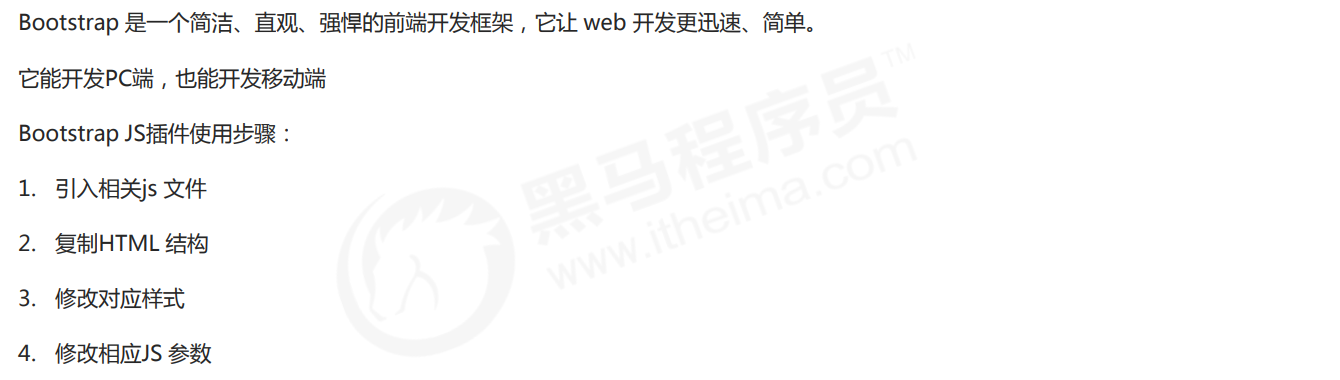 Bootstrap 是一个简洁、直观、强悍的前端开发框架，它让 web 开发更迅速、简单。
它能开发PC端，也能开发移动端
Bootstrap JS插件使用步骤：
1. 引入相关js 文件
2. 复制HTML 结构
3. 修改对应样式
4. 修改相应JS 参数
黑马程序员™
www.itheima.com